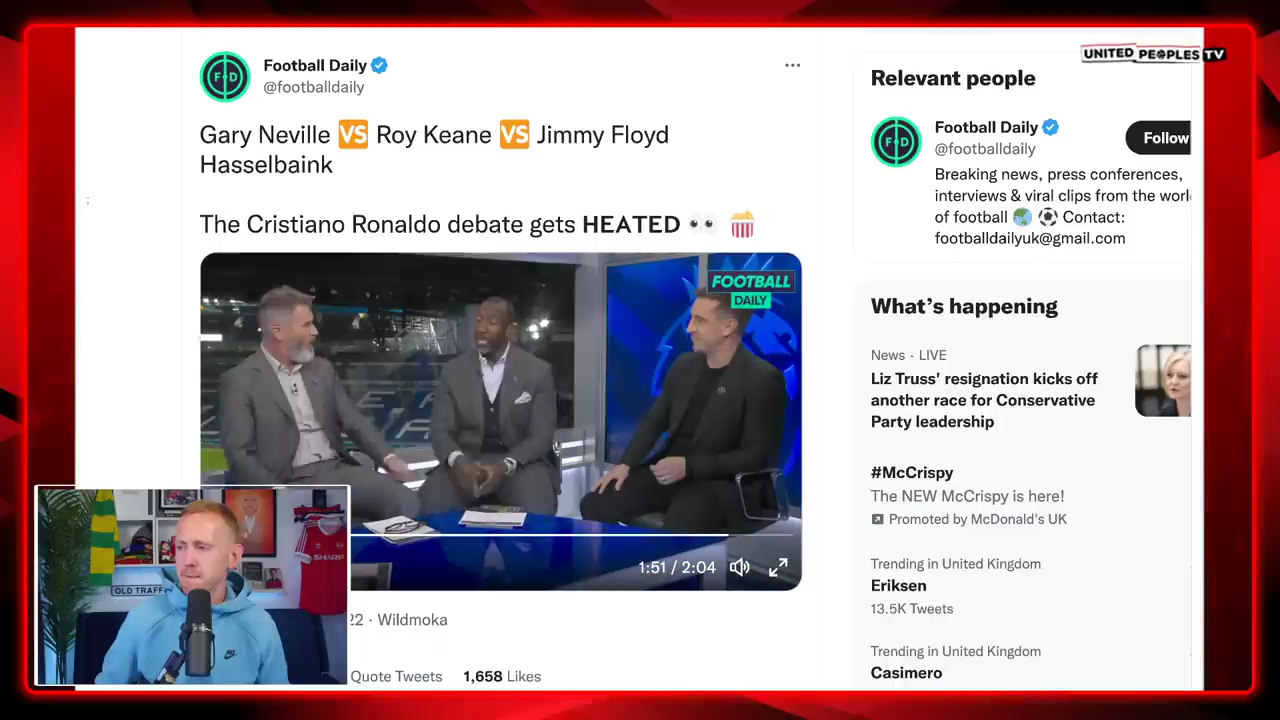 UNITED PEOPLES TV
Football Daily
@footballdaily
Gary Neville VS Roy Keane VS Jimmy Floyd
Hasselbaink
The Cristiano Ronaldo debate gets HEATED
FOOTBALL
DAILY
1:51 / 2:04
22 · Wildmoka
Quote Tweets 1,658 Likes
OLD TRAFF
SHARP
Relevant people
Football Daily
@footballdaily
Follow
Breaking news, press conferences,
interviews & viral clips from the worl
of football Contact:
footballdailyuk@gmail.com
What's happening
News · LIVE
Liz Truss' resignation kicks off
another race for Conservative
Party leadership
#McCrispy
The NEW McCrispy is here!
Promoted by McDonald's UK
Trending in United Kingdom
Eriksen
13.5K Tweets
Trending in United Kingdom
Casimero